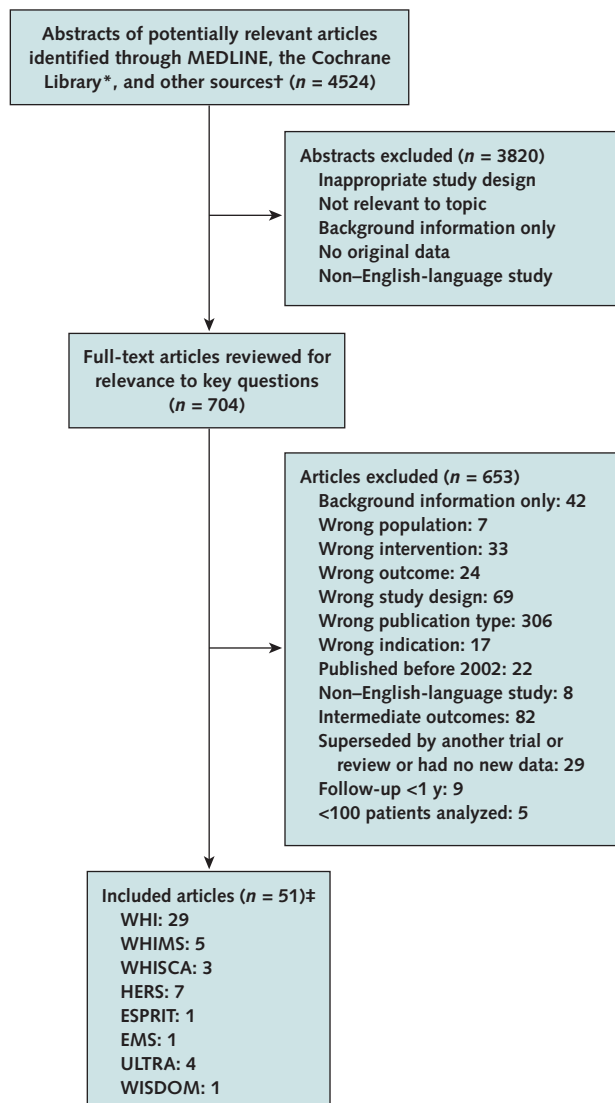 Abstracts of potentially relevant articles
identified through MEDLINE, the Cochrane
Library*, and other sources† (n = 4524)
Abstracts excluded (n = 3820)
Inappropriate study design
Not relevant to topic
Background information only
No original data
Non–English-language study
Full-text articles reviewed for
relevance to key questions
(n = 704)
Articles excluded (n = 653)
Background information only: 42
Wrong population: 7
Wrong intervention: 33
Wrong outcome: 24
Wrong study design: 69
Wrong publication type: 306
Wrong indication: 17
Published before 2002: 22
Non–English-language study: 8
Intermediate outcomes: 82
Superseded by another trial or
review or had no new data: 29
Follow-up <1 y: 9
<100 patients analyzed: 5
Included articles (n = 51)‡
WHI: 29
WHIMS: 5
WHISCA: 3
HERS: 7
ESPRIT: 1
EMS: 1
ULTRA: 4
WISDOM: 1